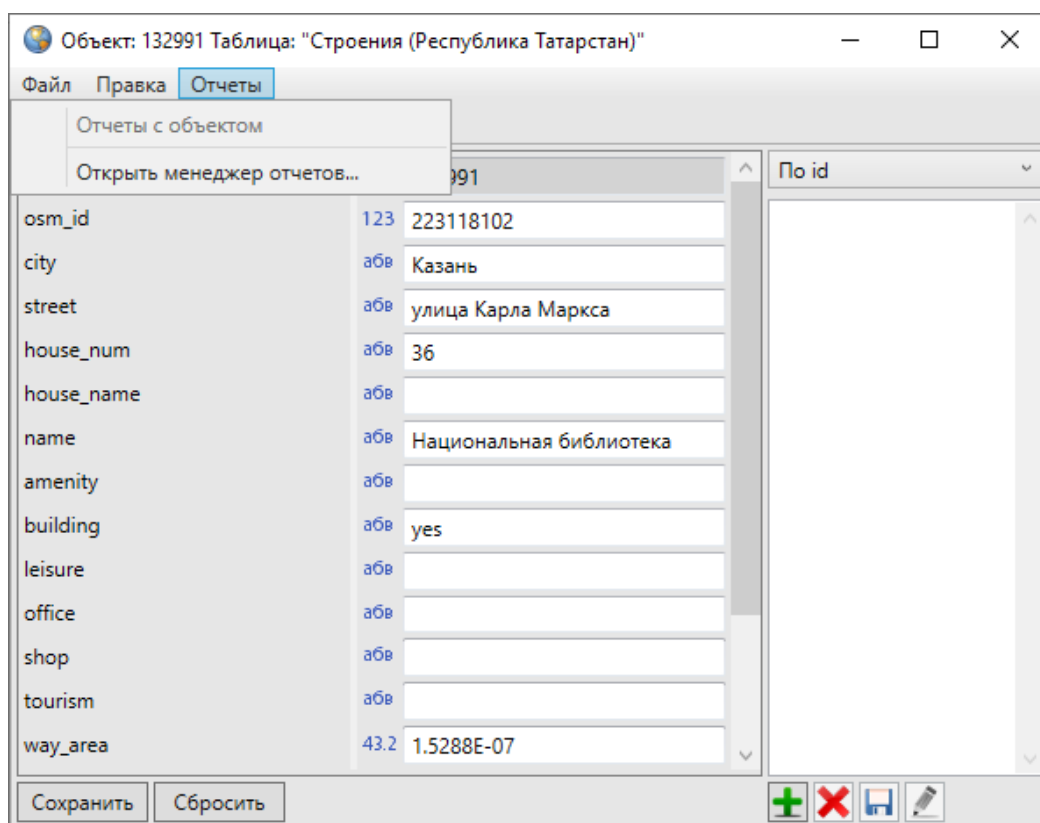 Объект: 132991 Таблица: "Строения (Республика Татарстан)"
Файл Правка Отчеты
Отчеты с объектом
Открыть менеджер отчетов...
991
По id
osm_id 123 223118102
city абв Казань
street абв улица Карла Маркса
house_num абв 36
house_name абв
name абв Национальная библиотека
amenity абв
building абв yes
leisure абв
office абв
shop абв
tourism абв
way_area 43.2 1.5288E-07
Сохранить Сбросить